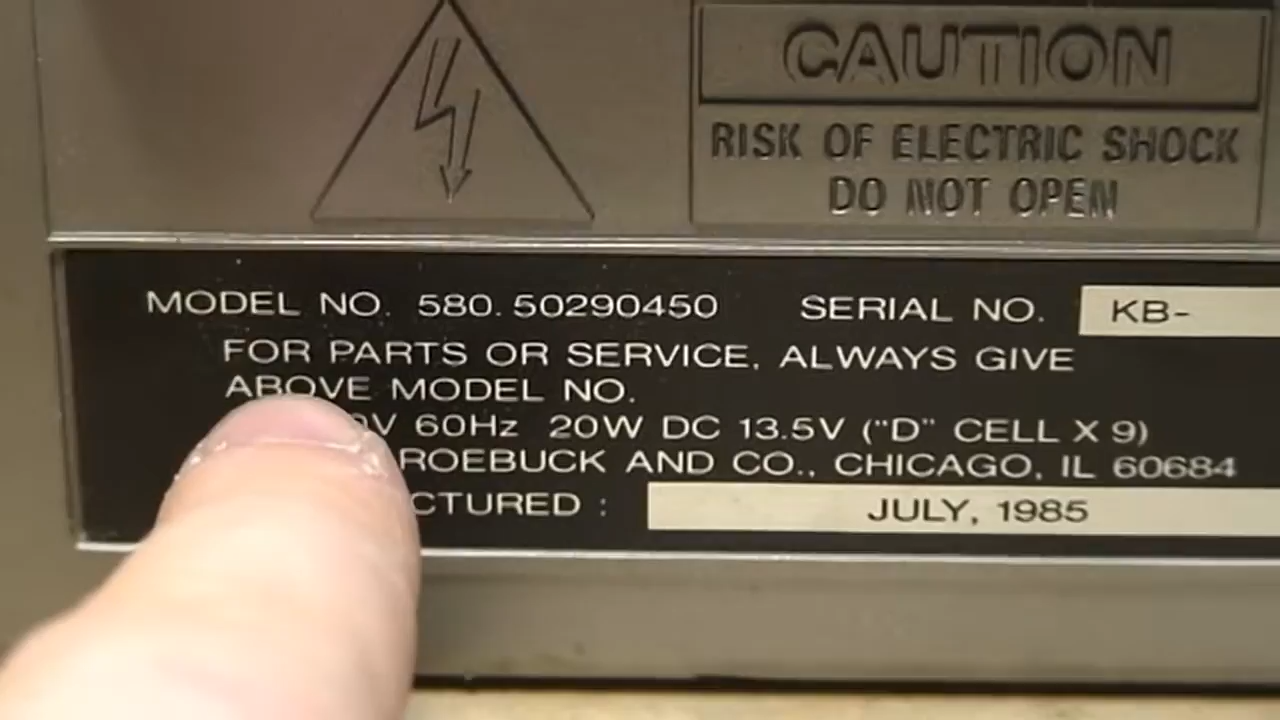 CAUTION
RISK OF ELECTRIC SHOCK
DO NOT OPEN
MODEL NO. 580.50290450 SERIAL NO. KB-
FOR PARTS OR SERVICE, ALWAYS GIVE
ABOVE MODEL NO.
0V 60Hz 20W DC 13.5V ("D" CELL X 9)
ROEBUCK AND CO., CHICAGO, IL 60684
CTURED : JULY, 1985